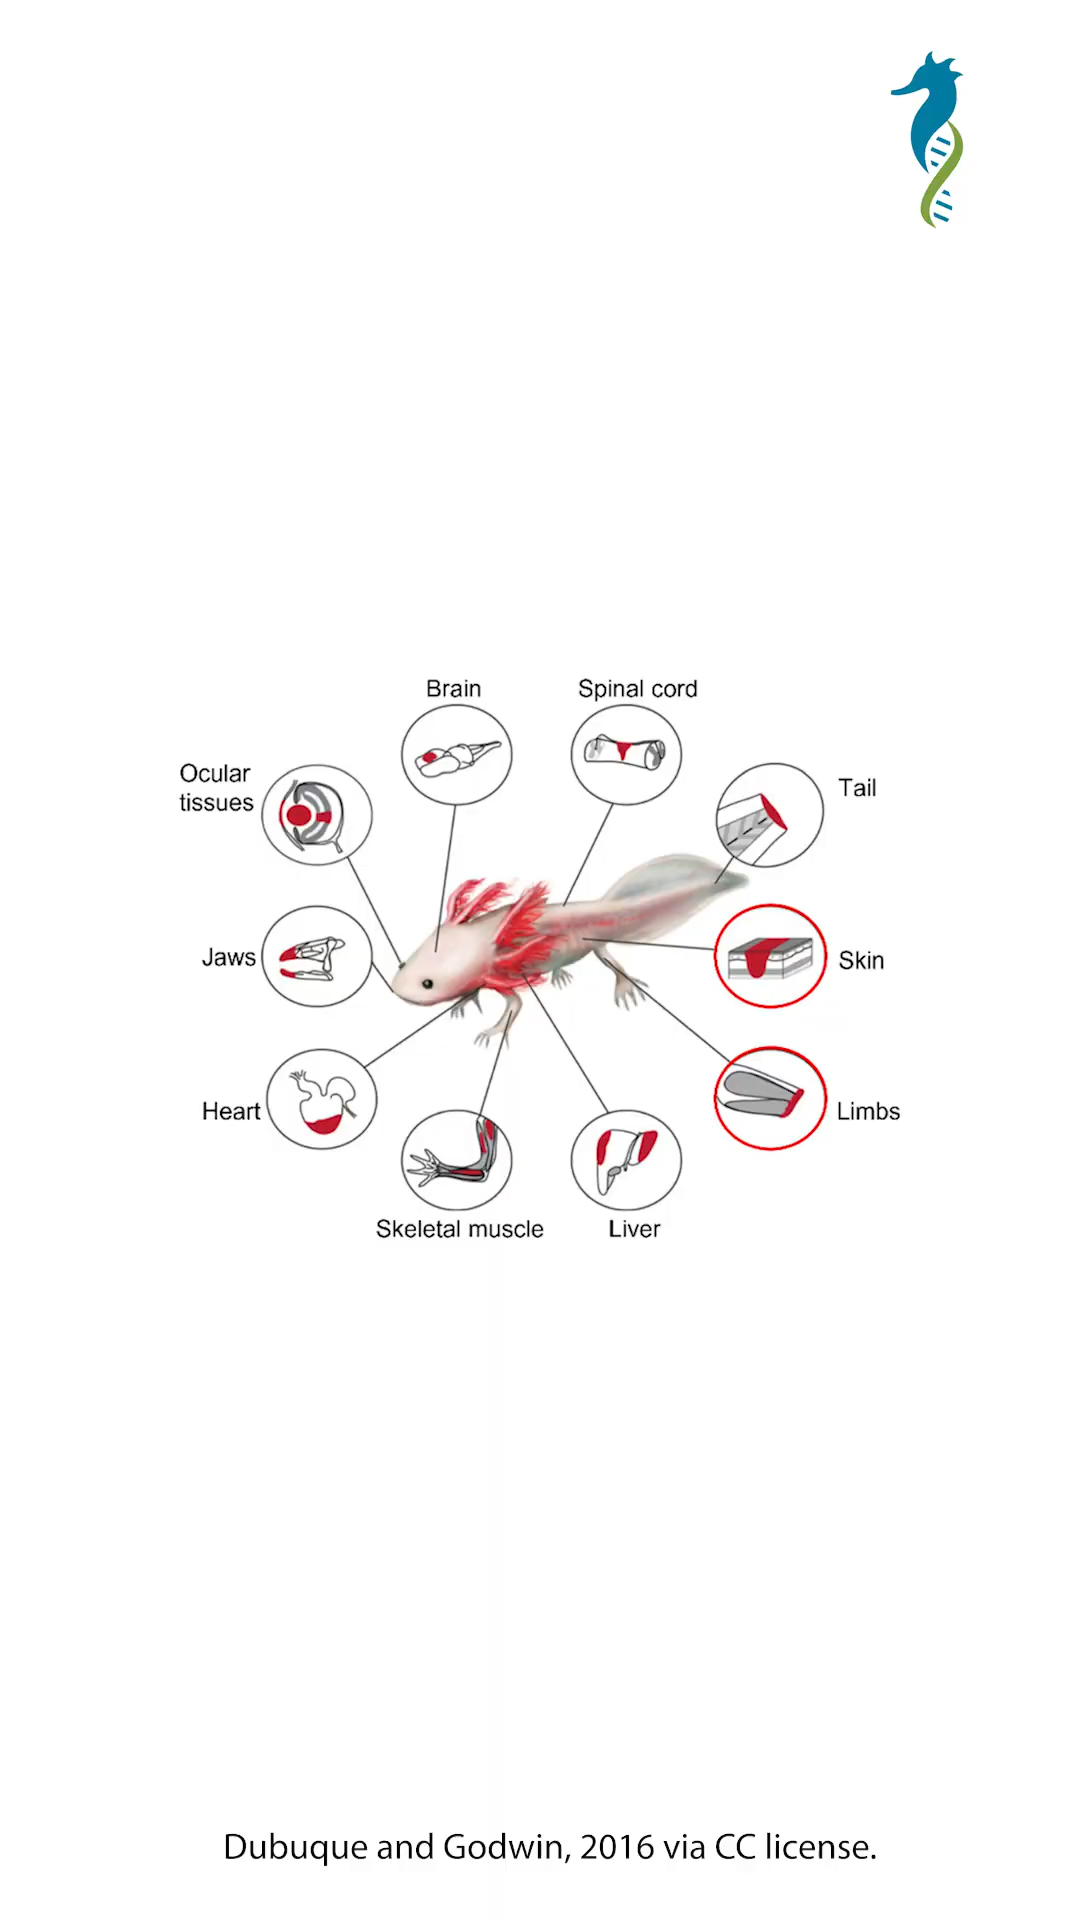 Brain
Spinal cord
Ocular
tissues
Tail
Jaws
Skin
Heart
Limbs
Skeletal muscle
Liver
Dubuque and Godwin, 2016 via CC license.